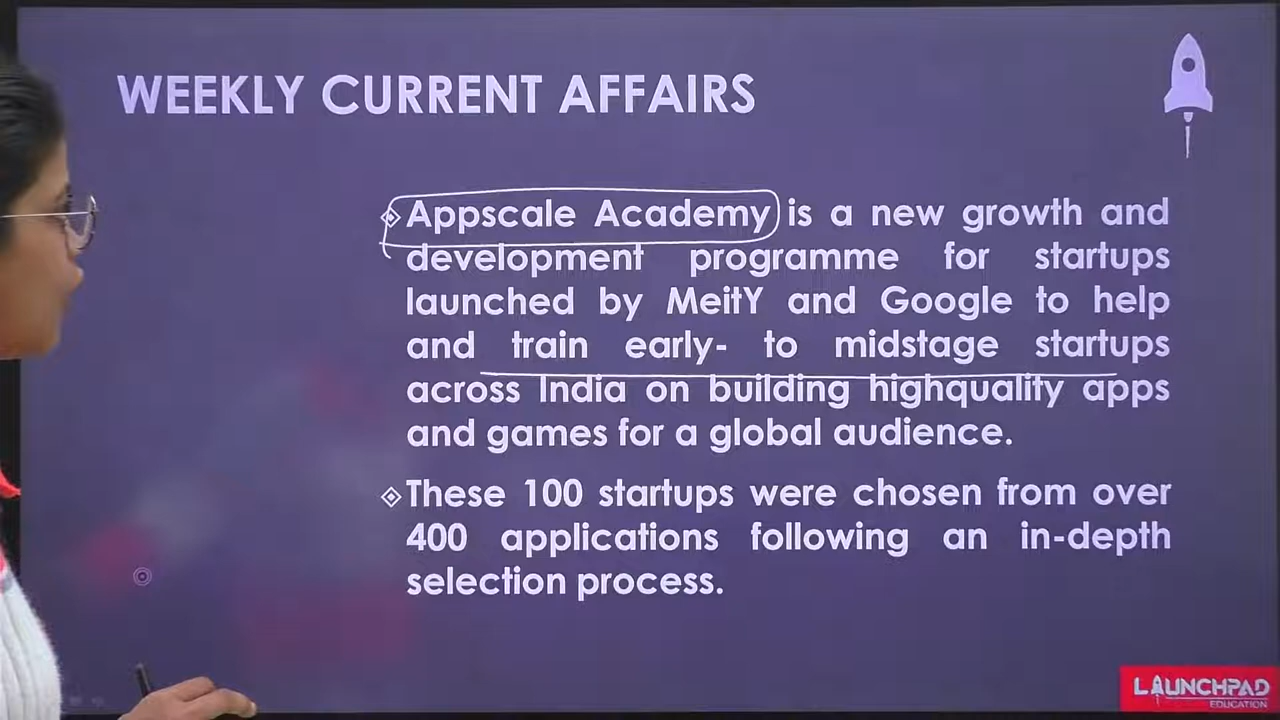 WEEKLY CURRENT AFFAIRS
Appscale Academy is a new growth and
development programme for startups
launched by MeitY and Google to help
and train early- to midstage startups
across India on building highquality apps
and games for a global audience.
These 100 startups were chosen from over
400 applications following an in-depth
selection process.
LAUNCHPAD
EDUCATION